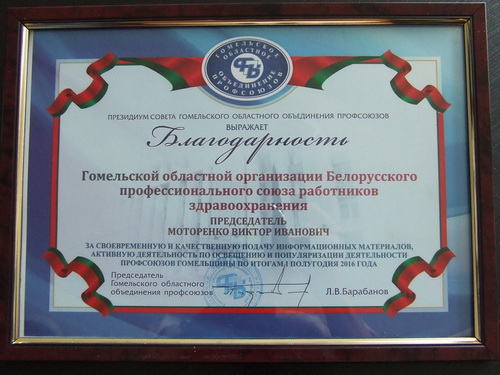 ГОМЕЛЬСКОЕ ОБЛАСТНОЕ
ФПБ
ОБЪЕДИНЕНИЕ ПРОФСОЮЗОВ
ПРЕЗИДИУМ СОВЕТА ГОМЕЛЬСКОГО ОБЛАСТНОГО ОБЪЕДИНЕНИЯ ПРОФСОЮЗОВ
ВЫРАЖАЕТ
Благодарность
Гомельской областной организации Белорусского
профессионального союза работников
здравоохранения
ПРЕДСЕДАТЕЛЬ
МОТОРЕНКО ВИКТОР ИВАНОВИЧ
ЗА СВОЕВРЕМЕННУЮ И КАЧЕСТВЕННУЮ ПОДАЧУ ИНФОРМАЦИОННЫХ МАТЕРИАЛОВ,
АКТИВНУЮ ДЕЯТЕЛЬНОСТЬ ПО ОСВЕЩЕНИЮ И ПОПУЛЯРИЗАЦИИ ДЕЯТЕЛЬНОСТИ
ПРОФСОЮЗОВ ГОМЕЛЬЩИНЫ ПО ИТОГАМ I ПОЛУГОДИЯ 2016 ГОДА
Председатель
Гомельского областного
объединения профсоюзов
Л.В.Барабанов